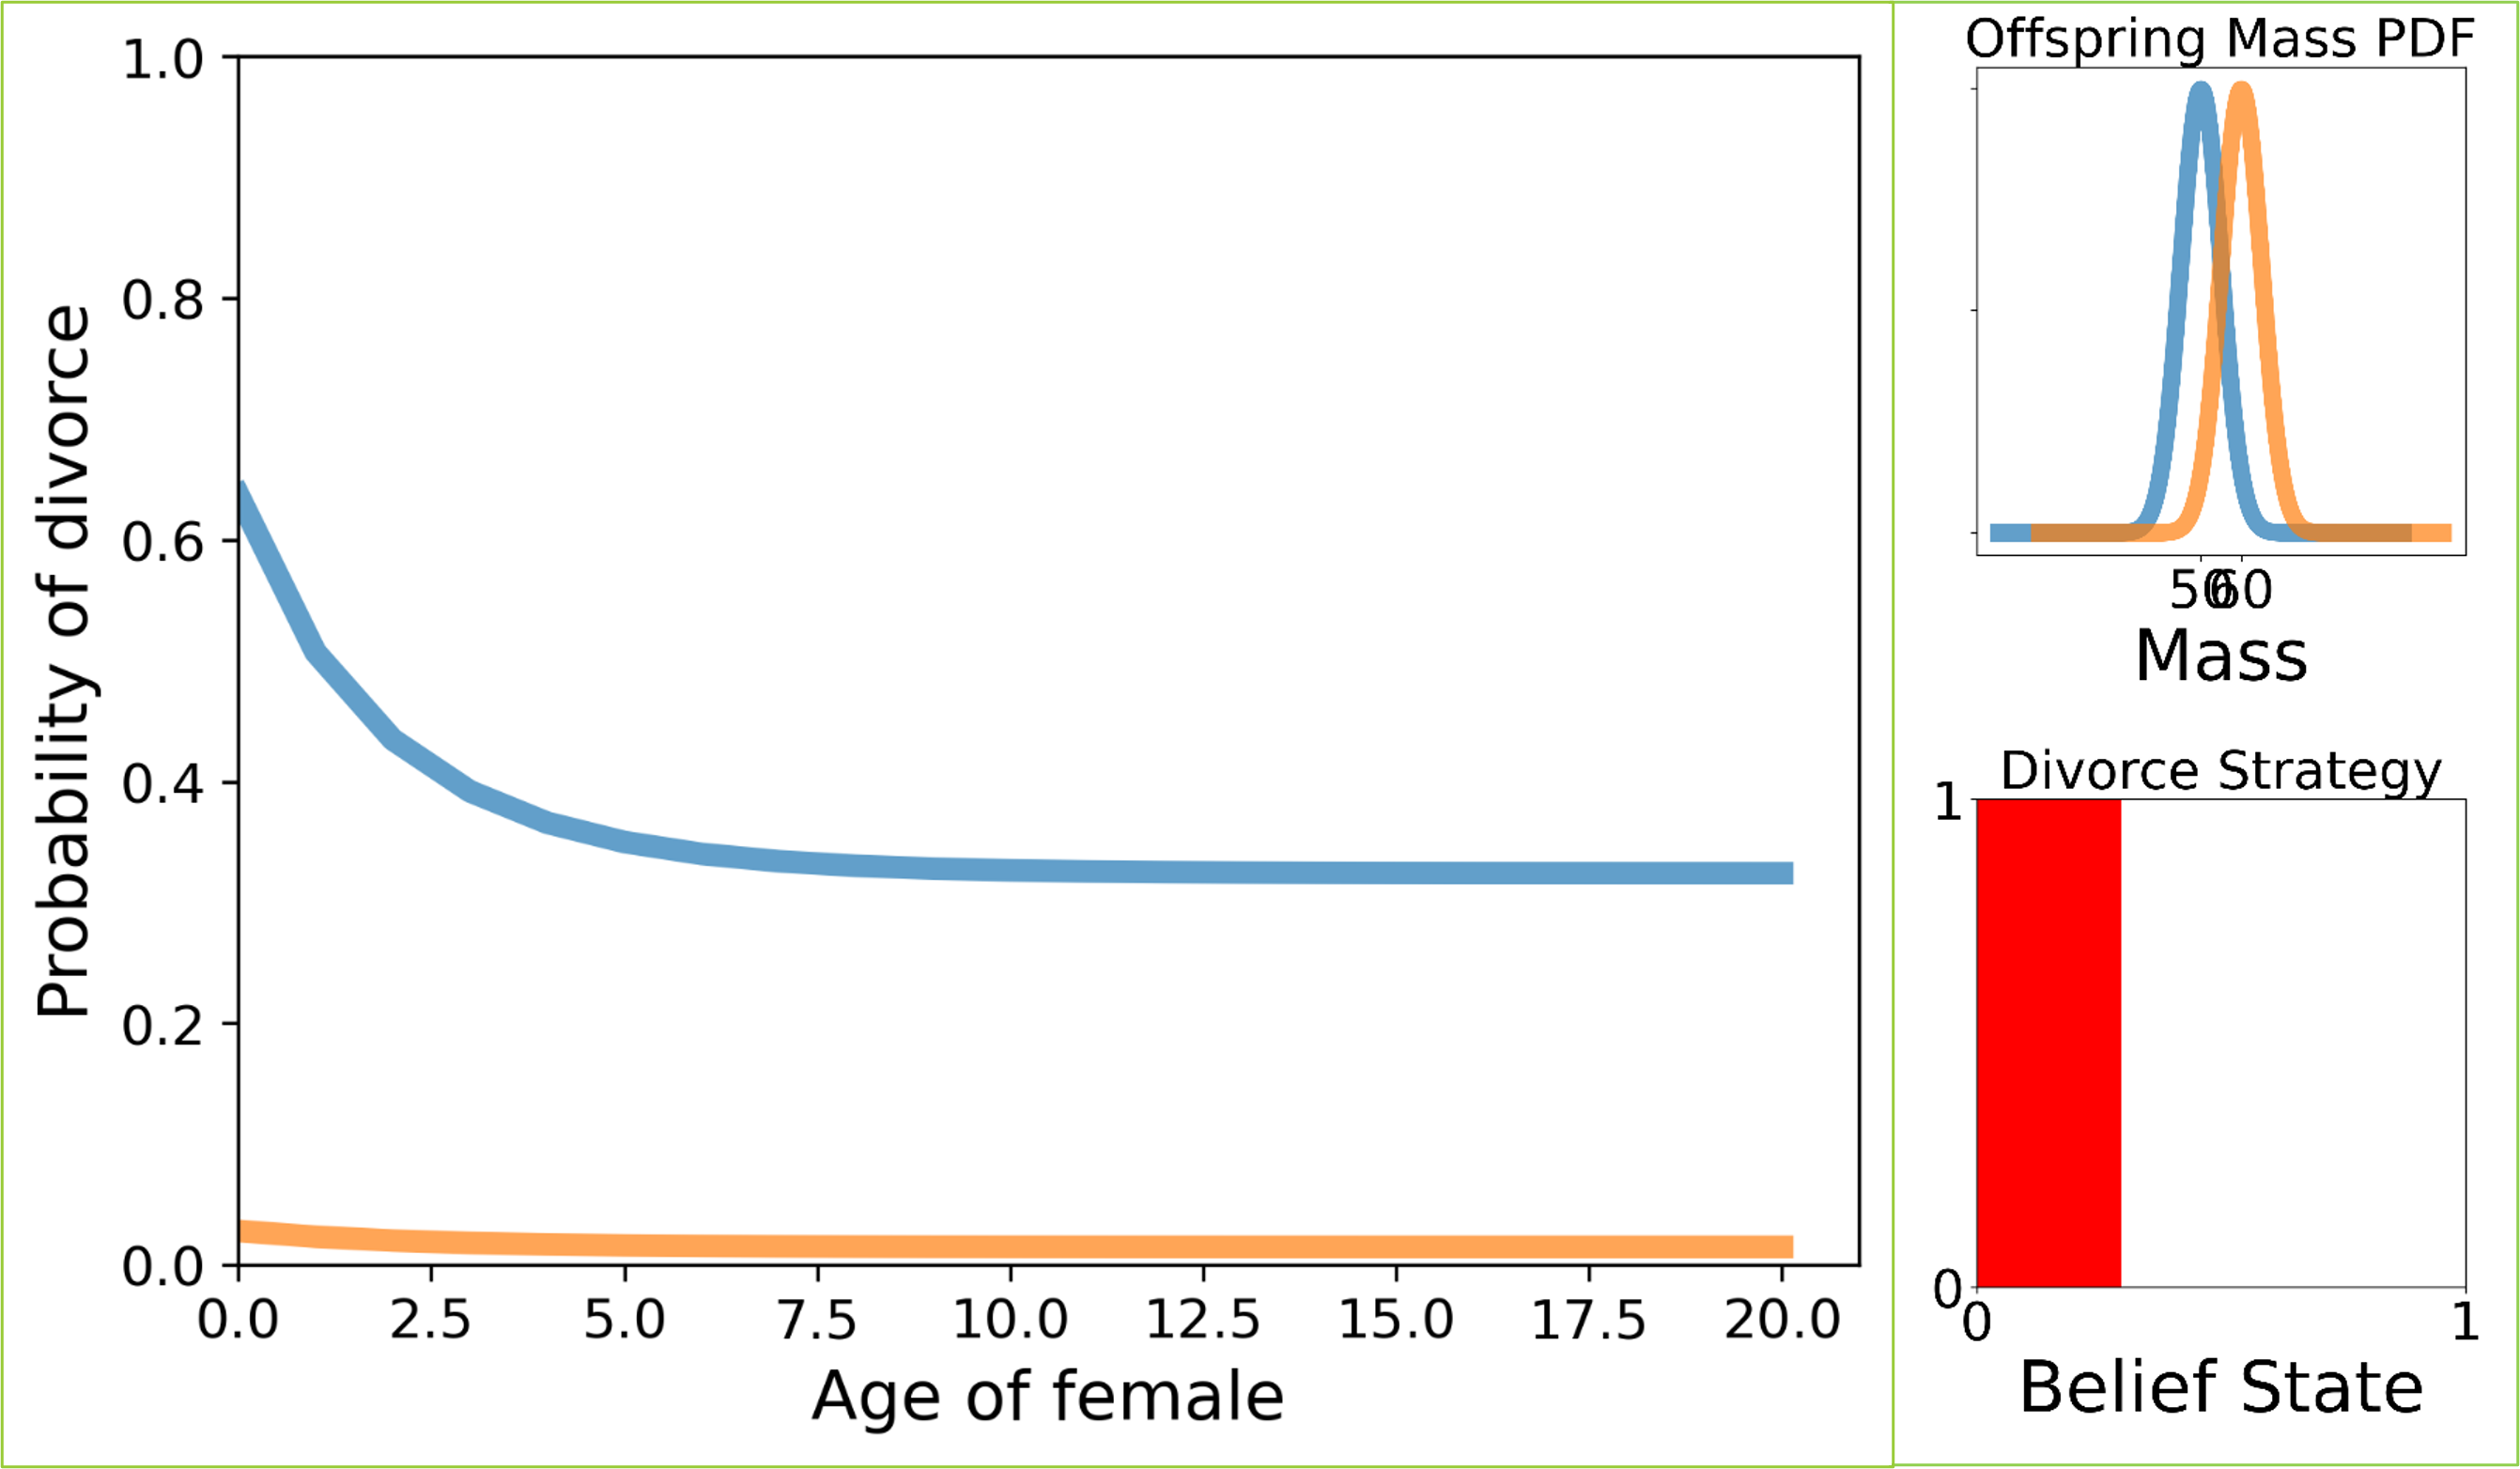 Probability of divorce
1.0
0.8
0.6
0.4
0.2
0.0
0.0 2.5 5.0 7.5 10.0 12.5 15.0 17.5 20.0
Age of female
Offspring Mass PDF
50 60
Mass
Divorce Strategy
1
0
0 1
Belief State